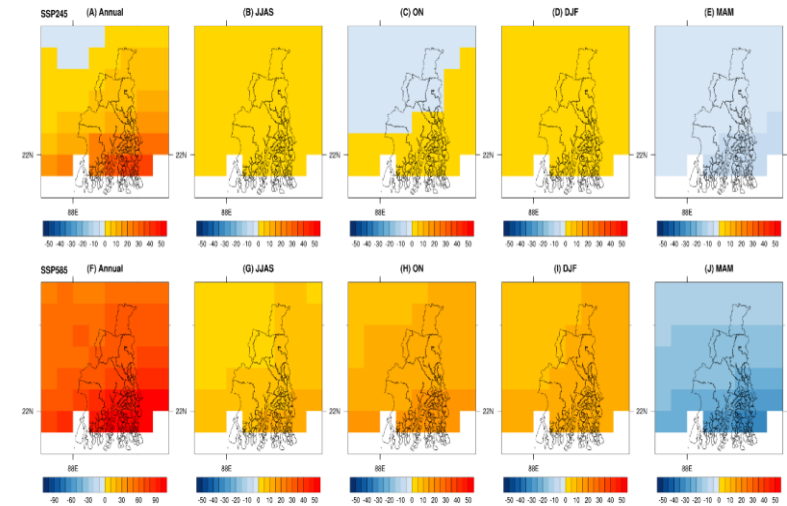 SSP245 (A) Annual (B) JJAS (C) ON (D) DJF (E) MAM
22N 22N 22N 22N 22N
88E 88E 88E 88E 88E
-50 -40 -30 -20 -10 0 10 20 30 40 50 -50 -40 -30 -20 -10 0 10 20 30 40 50 -50 -40 -30 -20 -10 0 10 20 30 40 50 -50 -40 -30 -20 -10 0 10 20 30 40 50 -50 -40 -30 -20 -10 0 10 20 30 40 50
SSP585 (F) Annual (G) JJAS (H) ON (I) DJF (J) MAM
22N 22N 22N 22N 22N
88E 88E 88E 88E 88E
-90 -60 -30 0 30 60 90 -50 -40 -30 -20 -10 0 10 20 30 40 50 -50 -40 -30 -20 -10 0 10 20 30 40 50 -50 -40 -30 -20 -10 0 10 20 30 40 50 -50 -40 -30 -20 -10 0 10 20 30 40 50